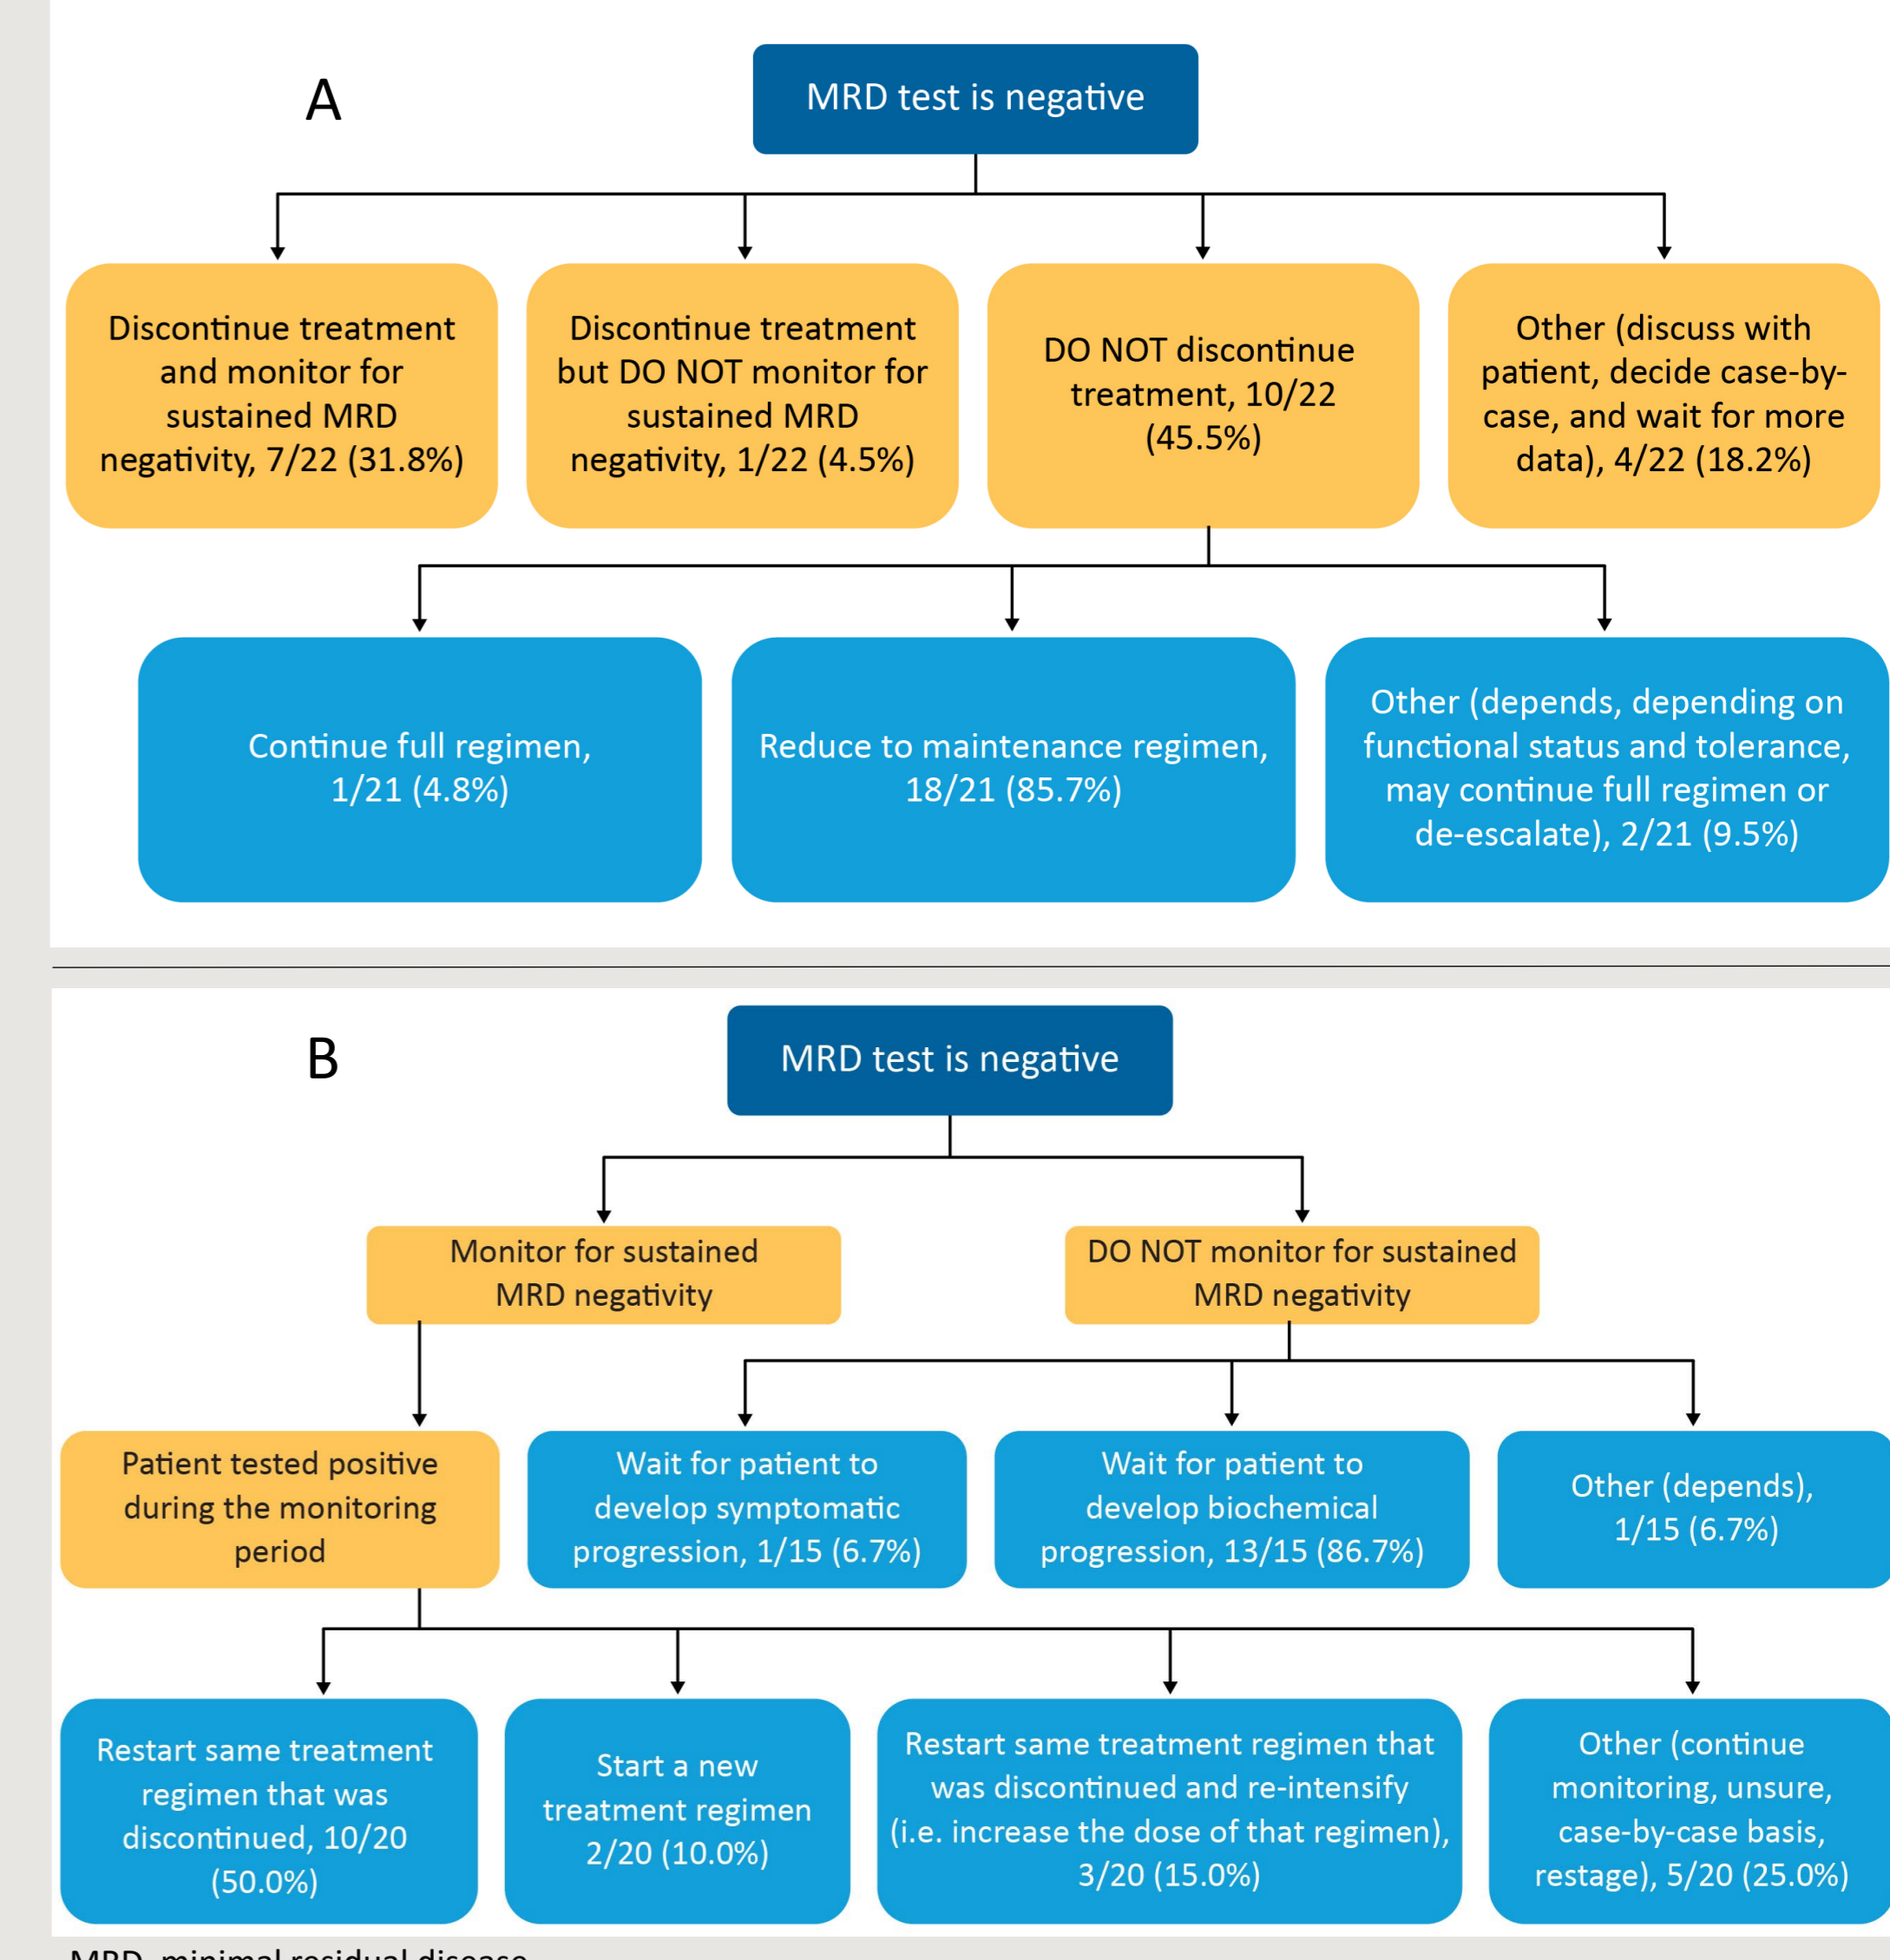 A
MRD test is negative
Discontinue treatment
and monitor for
sustained MRD
negativity, 7/22 (31.8%)
Discontinue treatment
but DO NOT monitor for
sustained MRD
negativity, 1/22 (4.5%)
DO NOT discontinue
treatment, 10/22
(45.5%)
Other (discuss with
patient, decide case-by-
case, and wait for more
data), 4/22 (18.2%)
Continue full regimen,
1/21 (4.8%)
Reduce to maintenance regimen,
18/21 (85.7%)
Other (depends, depending on
functional status and tolerance,
may continue full regimen or
de-escalate), 2/21 (9.5%)
B
MRD test is negative
Monitor for sustained
MRD negativity
DO NOT monitor for sustained
MRD negativity
Patient tested positive
during the monitoring
period
Wait for patient to
develop symptomatic
progression, 1/15 (6.7%)
Wait for patient to
develop biochemical
progression, 13/15 (86.7%)
Other (depends),
1/15 (6.7%)
Restart same treatment
regimen that was
discontinued, 10/20
(50.0%)
Start a new
treatment regimen
2/20 (10.0%)
Restart same treatment regimen that
was discontinued and re-intensify
(i.e. increase the dose of that regimen),
3/20 (15.0%)
Other (continue
monitoring, unsure,
case-by-case basis,
restage), 5/20 (25.0%)
MRD, minimal residual disease